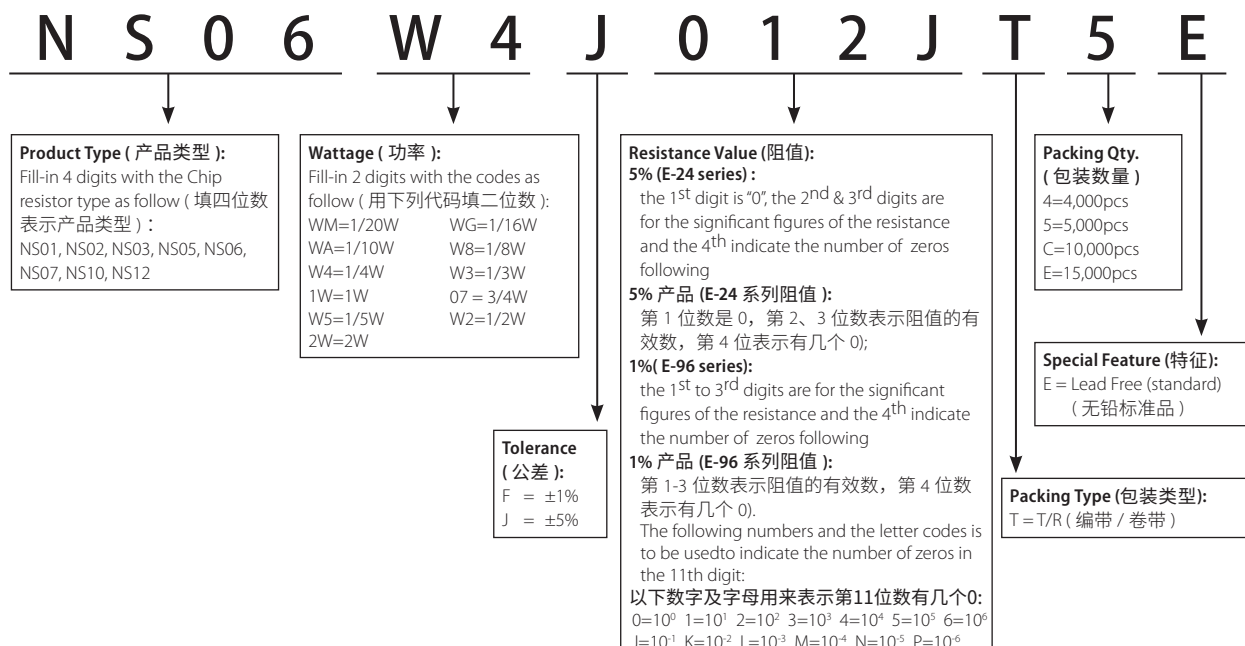 N S 0 6 W 4 J 0 1 2 J T 5 E
Product Type ( 产品类型 ):
Fill-in 4 digits with the Chip
resistor type as follow ( 填四位数
表示产品类型 ) :
NS01, NS02, NS03, NS05, NS06,
NS07, NS10, NS12
Wattage ( 功率 ):
Fill-in 2 digits with the codes as
follow ( 用下列代码填二位数 ):
WM=1/20W WG=1/16W
WA=1/10W W8=1/8W
W4=1/4W W3=1/3W
1W=1W 07 = 3/4W
W5=1/5W W2=1/2W
2W=2W
Tolerance
( 公差 ):
F = ±1%
J = ±5%
Resistance Value (阻值):
5% (E-24 series) :
the 1st digit is “0”, the 2nd & 3rd digits are
for the significant figures of the resistance
and the 4th indicate the number of zeros
following
5% 产品 (E-24 系列阻值 ):
第 1 位数是 0，第 2、3 位数表示阻值的有
效数，第 4 位表示有几个 0);
1%( E-96 series):
the 1st to 3rd digits are for the significant
figures of the resistance and the 4th indicate
the number of zeros following
1% 产品 (E-96 系列阻值 ):
第 1-3 位数表示阻值的有效数，第 4 位数
表示有几个 0).
The following numbers and the letter codes is
to be usedto indicate the number of zeros in
the 11th digit:
以下数字及字母用来表示第11位数有几个0:
0=10⁰ 1=10¹ 2=10² 3=10³ 4=10⁴ 5=10⁵ 6=10⁶
J=10⁻¹ K=10⁻² L=10⁻³ M=10⁻⁴ N=10⁻⁵ P=10⁻⁶
Packing Qty.
( 包装数量 )
4=4,000pcs
5=5,000pcs
C=10,000pcs
E=15,000pcs
Special Feature (特征):
E = Lead Free (standard)
( 无铅标准品 )
Packing Type (包装类型):
T = T/R ( 编带 / 卷带 )